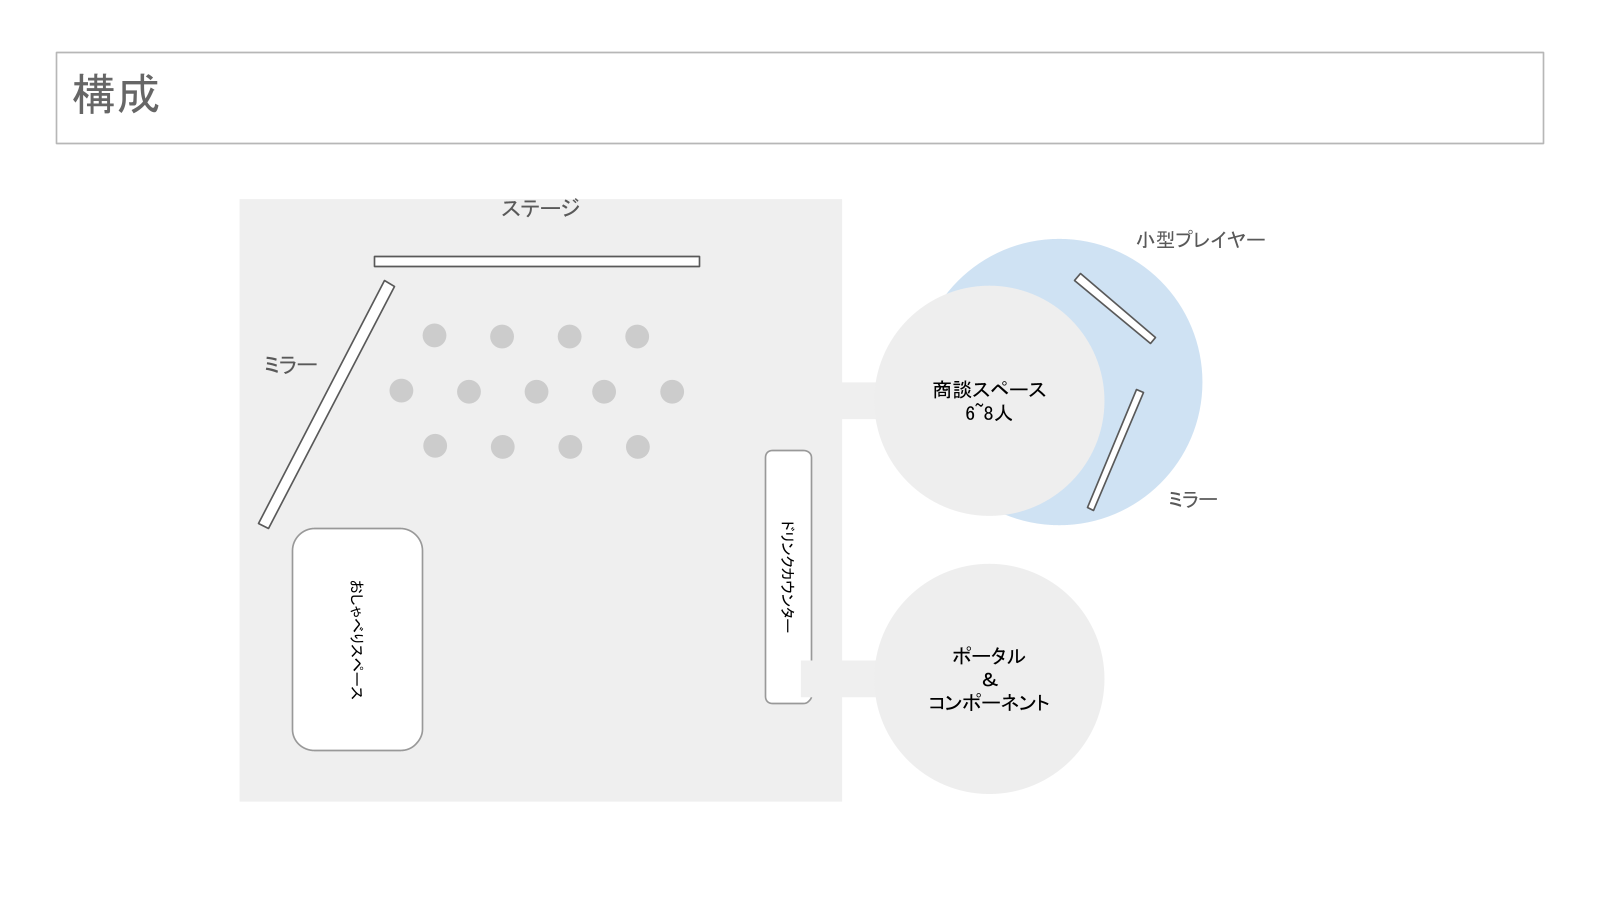 構成
ステージ
小型プレイヤー
ミラー
商談スペース
6~8人
ミラー
ドリンクカウンター
おしゃべりスペース
ポータル
&
コンポーネント